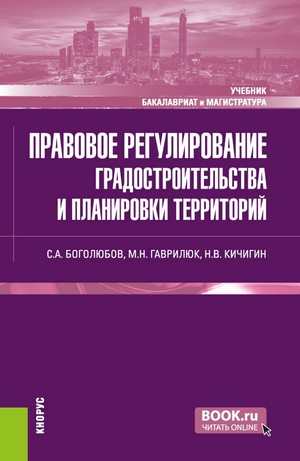 УЧЕБНИК
БАКАЛАВРИАТ и МАГИСТРАТУРА
ПРАВОВОЕ РЕГУЛИРОВАНИЕ
ГРАДОСТРОИТЕЛЬСТВА
И ПЛАНИРОВКИ ТЕРРИТОРИЙ
С.А. БОГОЛЮБОВ, М.Н. ГАВРИЛЮК, Н.В. КИЧИГИН
КНОРУС
BOOK.ru
ЧИТАТЬ ONLINE